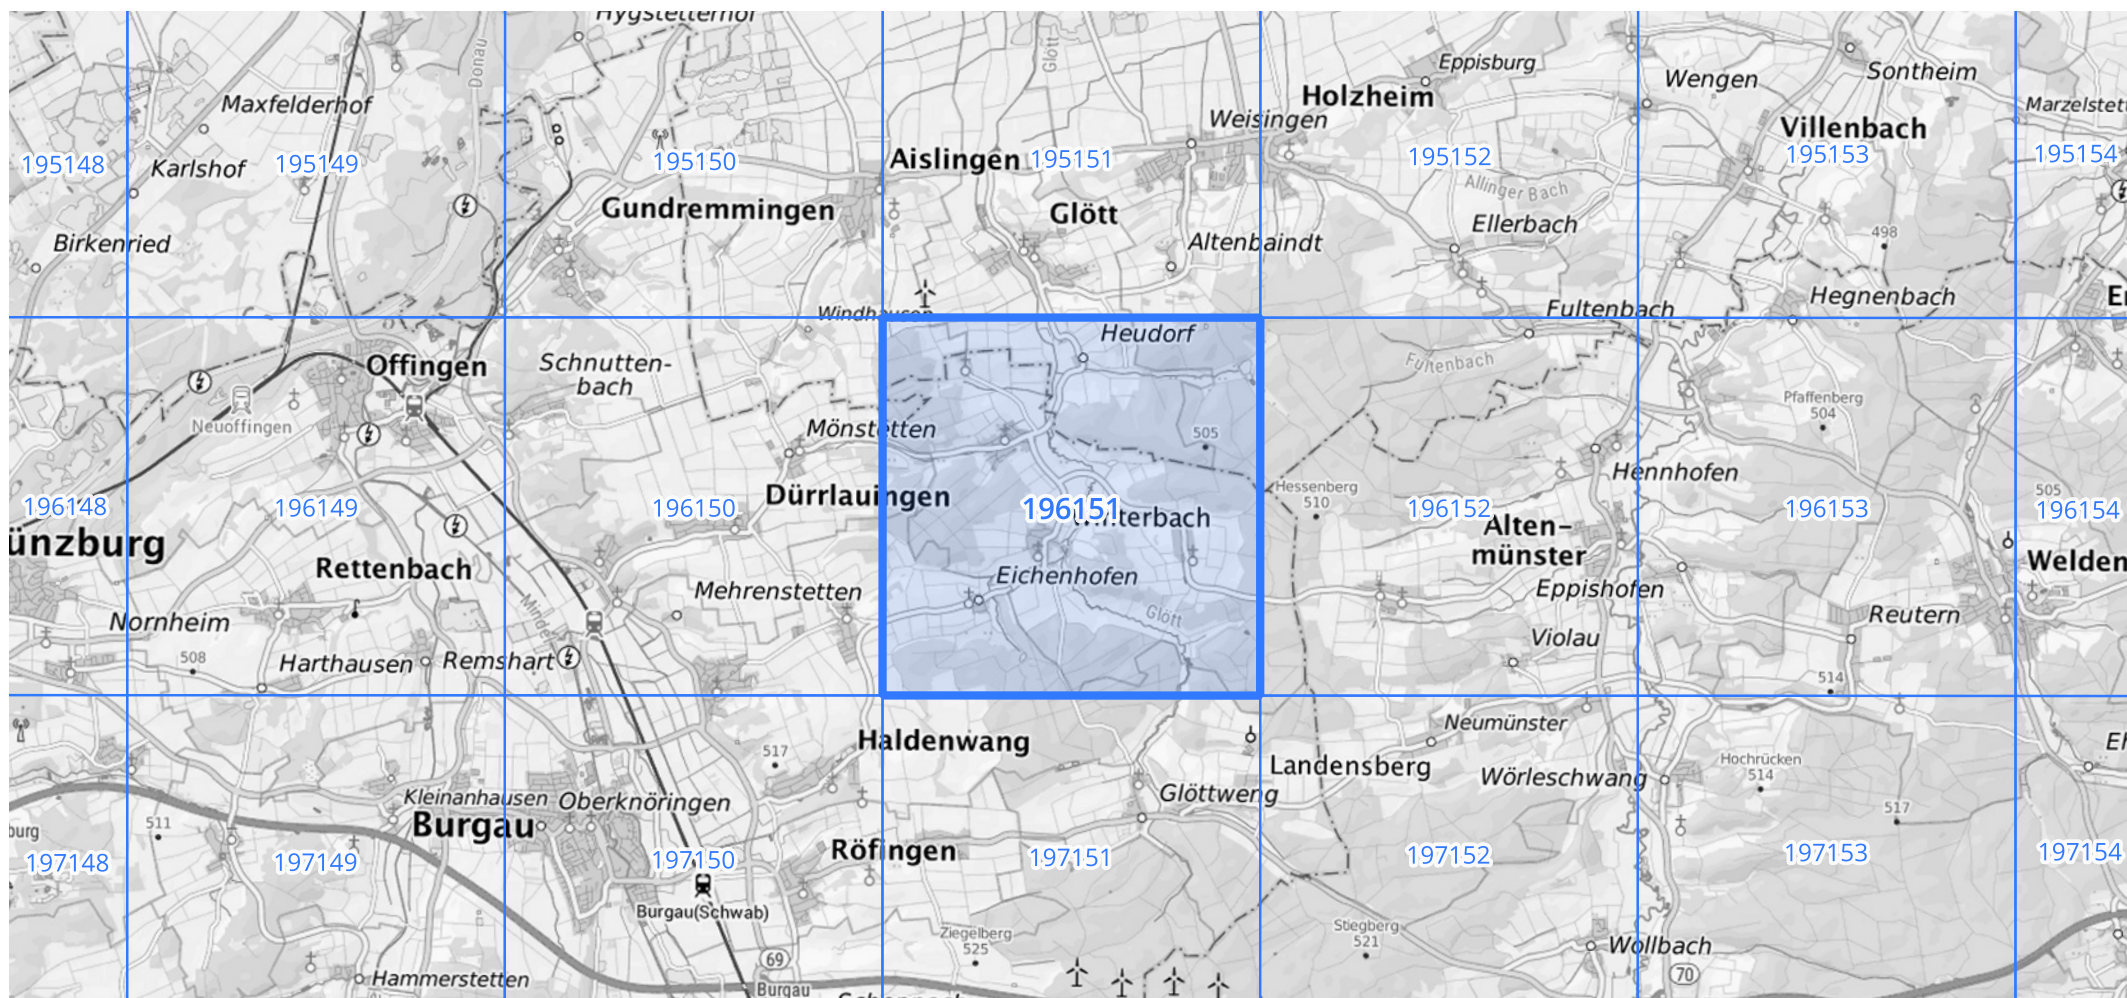 Hygstetterhof
Donau
Glött
Eppisburg
Wengen
Sontheim
Maxfelderhof
Holzheim
Weisingen
Villenbach
Karlshof
195148
195149
195150
Aislingen
195151
195152
195153
195154
Allinger Bach
Gundremmingen
Glött
Ellerbach
498
Birkenried
Altenbaindt
Hegnenbach
Windhausen
Fultenbach
Heudorf
Offingen
Schnutten-
bach
Fultenbach
Pfaffenberg
504
Neuoffingen
Mönstetten
505
Hennhofen
Hessenberg
510
505
196148
196149
196150
Dürrlauingen
196151
Winterbach
196152
Alten-
münster
196153
196154
ünzburg
Rettenbach
Welden
Eichenhofen
Mehrenstetten
Eppishofen
Nornheim
Mindel
Glött
Reutern
Violau
508
Harthausen
Remshart
514
Haldenwang
Neumünster
517
Landensberg
Wörleschwang
Hochrücken
514
Kleinanhausen
Oberknöringen
Glöttweng
517
burg
511
Burgau
Röfingen
197148
197149
197150
197151
197152
197153
197154
Burgau(Schwab)
Ziegelberg
525
Stiegberg
521
Wollbach
69
70
Hammerstetten
Burgau